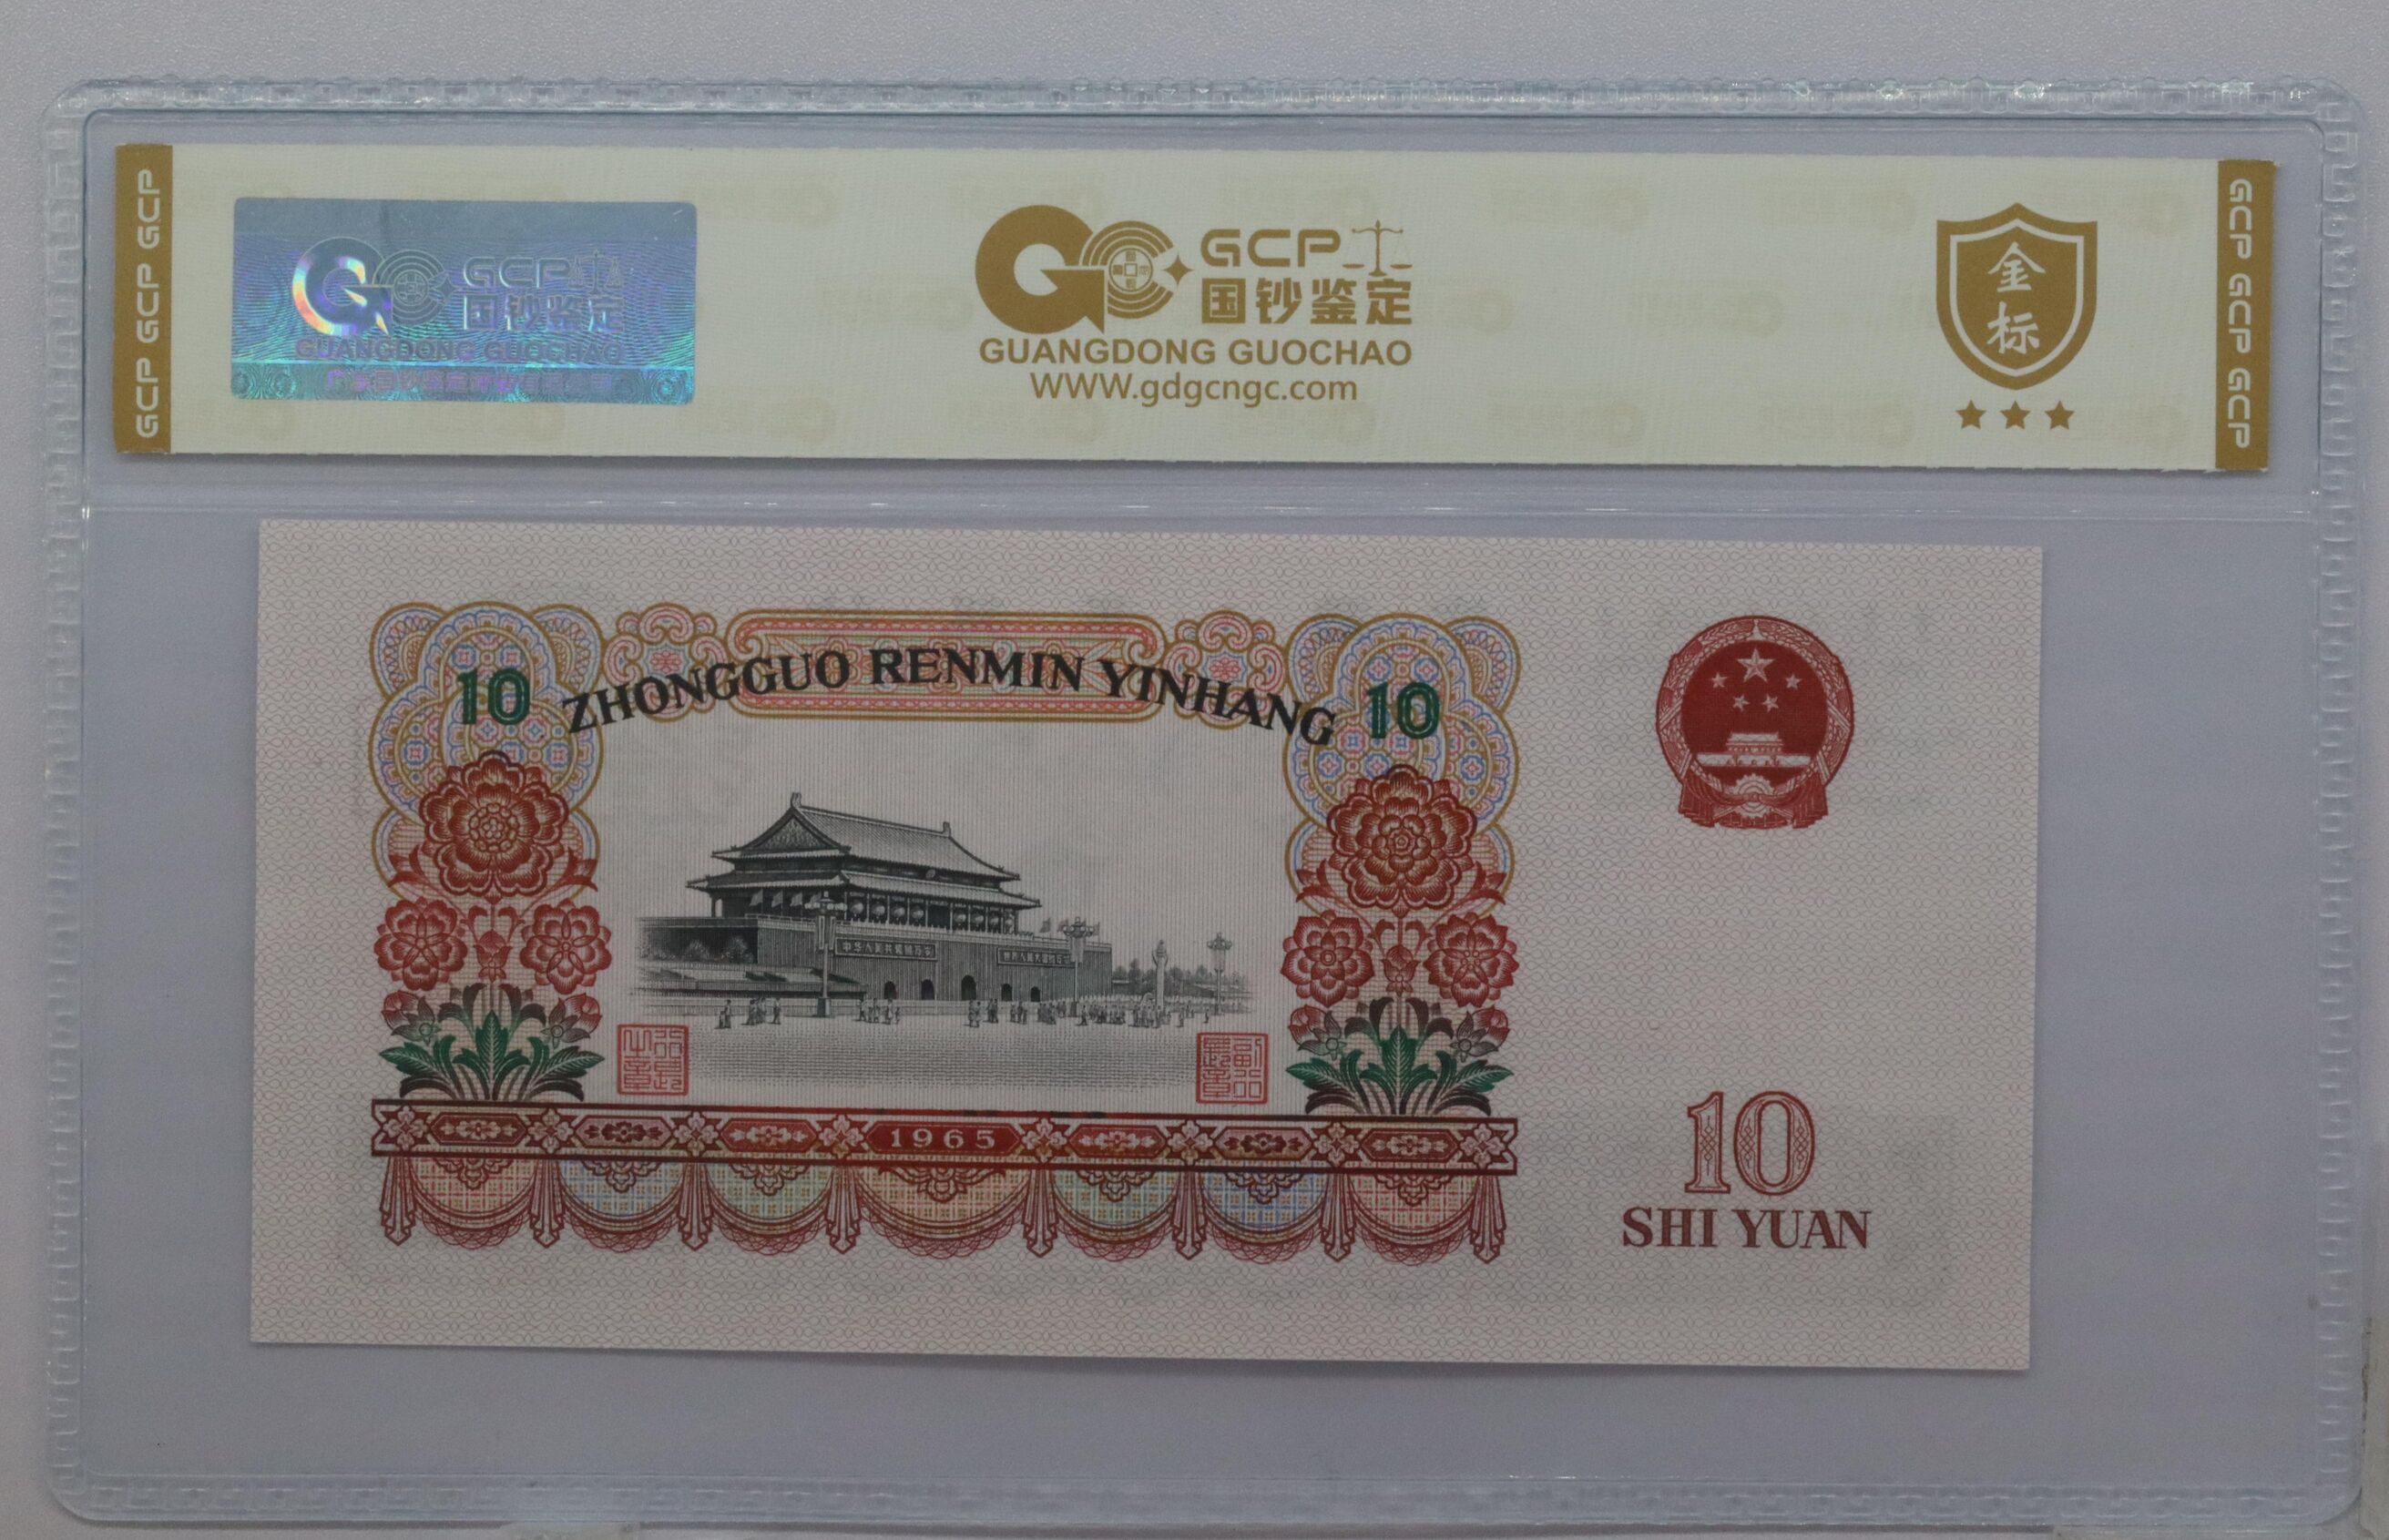 GCP GCP GCP
GCP
国钞鉴定
GUANGDONG GUOCHAO
GCP
国钞鉴定
GUANGDONG GUOCHAO
WWW.gdgcngc.com
金
标
GCP GCP GCP
10 ZHONGGUO RENMIN YINHANG 10
1965
10
SHI YUAN